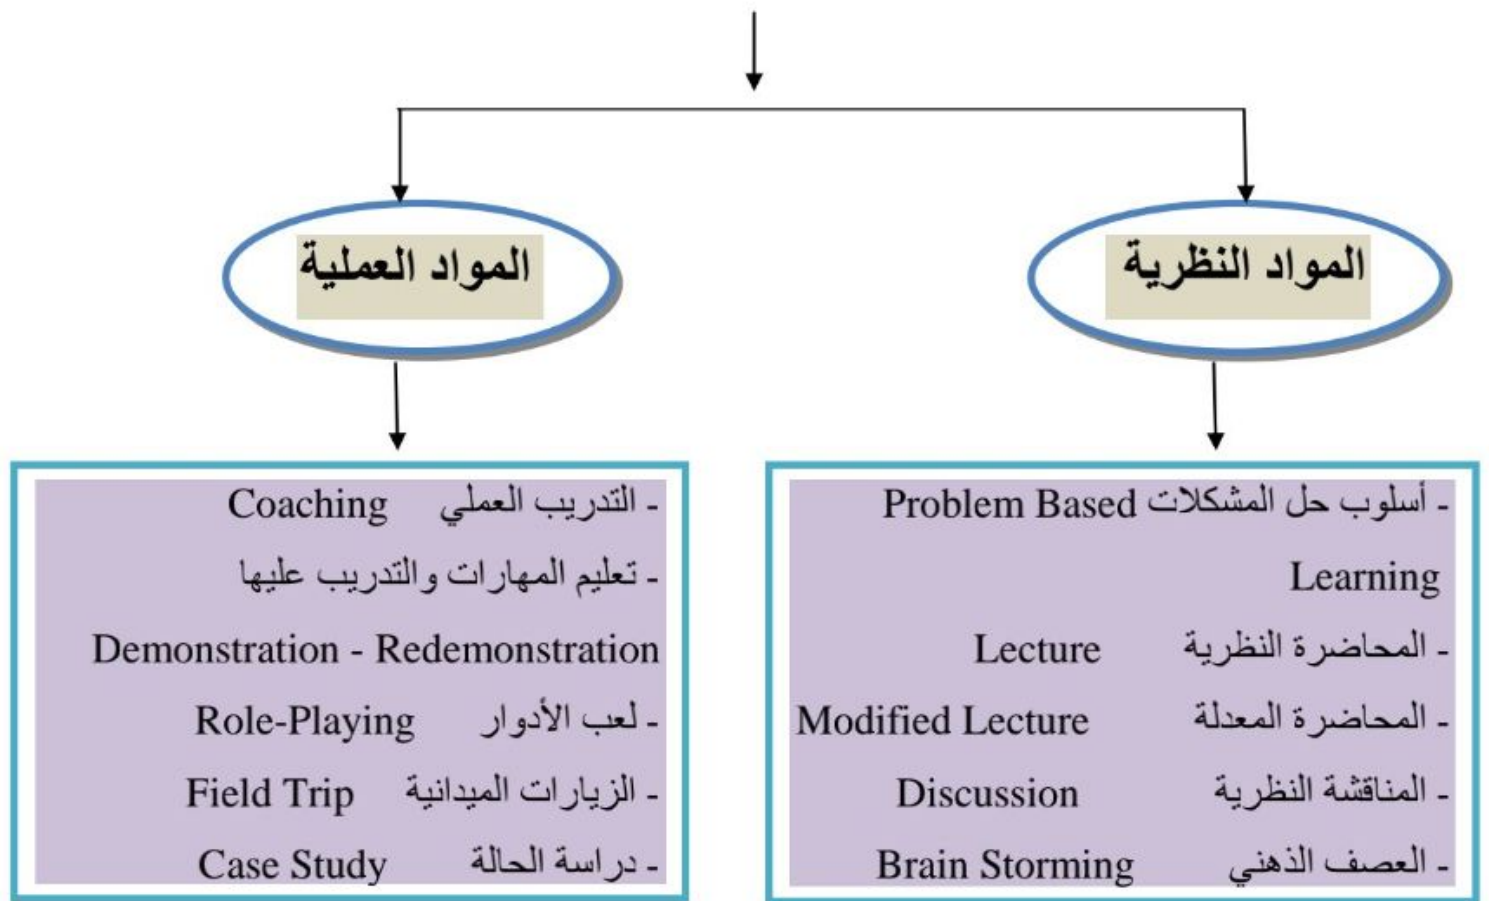 المواد النظرية
المواد العملية
- أسلوب حل المشكلات Problem Based
Learning
- المحاضرة النظرية Lecture
- المحاضرة المعدلة Modified Lecture
- المناقشة النظرية Discussion
- العصف الذهني Brain Storming
- التدريب العملي Coaching
- تعليم المهارات والتدريب عليها
Demonstration - Redemonstration
- لعب الأدوار Role-Playing
- الزيارات الميدانية Field Trip
- دراسة الحالة Case Study